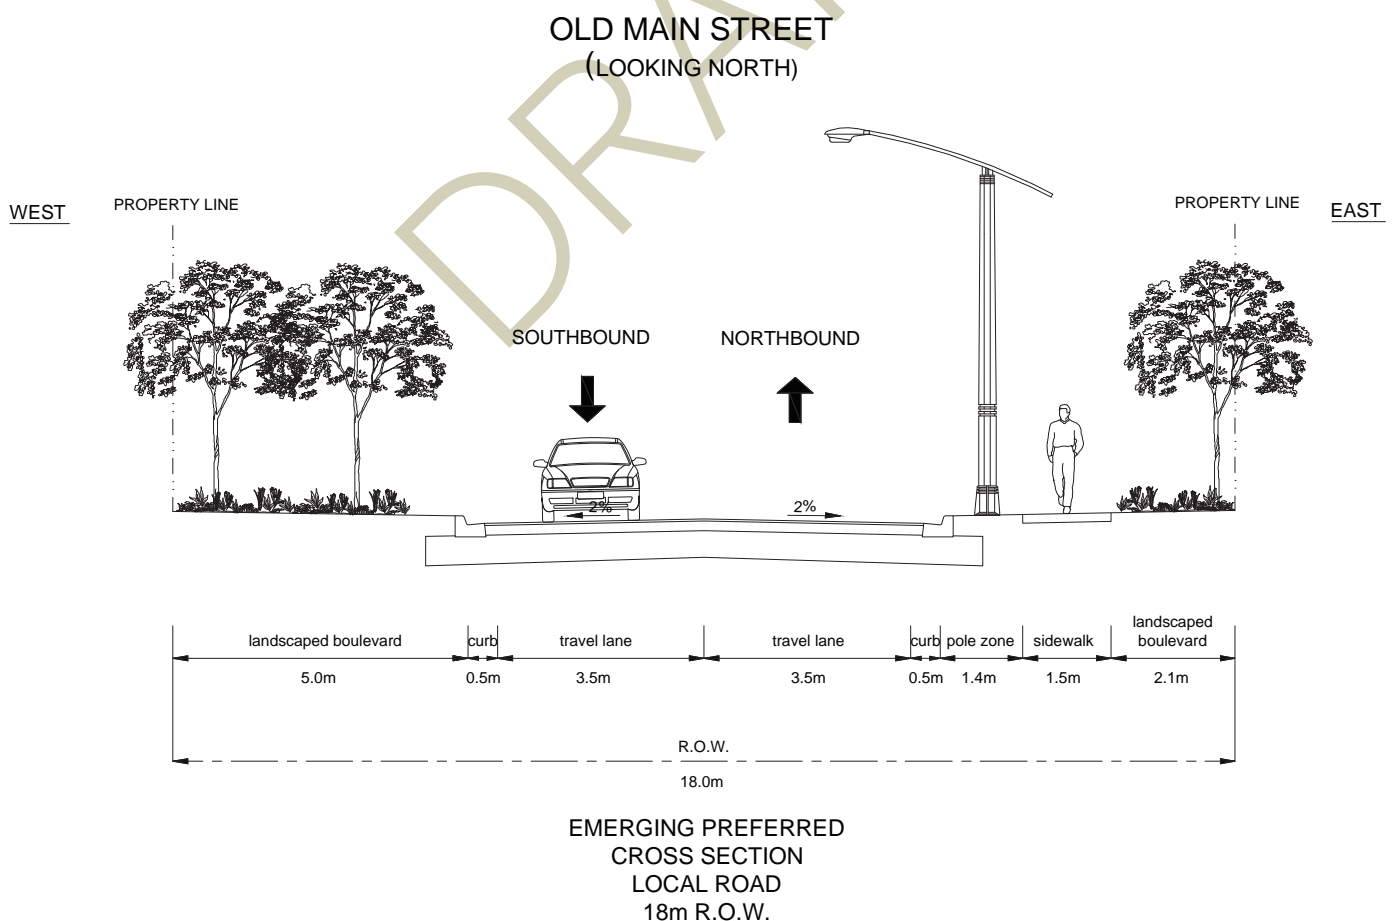 OLD MAIN STREET
(LOOKING NORTH)
WEST
PROPERTY LINE
PROPERTY LINE
EAST
SOUTHBOUND
NORTHBOUND
2%
2%
landscaped boulevard
curb
travel lane
travel lane
curb
pole zone
sidewalk
landscaped
boulevard
5.0m
0.5m
3.5m
3.5m
0.5m
1.4m
1.5m
2.1m
R.O.W.
18.0m
EMERGING PREFERRED
CROSS SECTION
LOCAL ROAD
18m R.O.W.